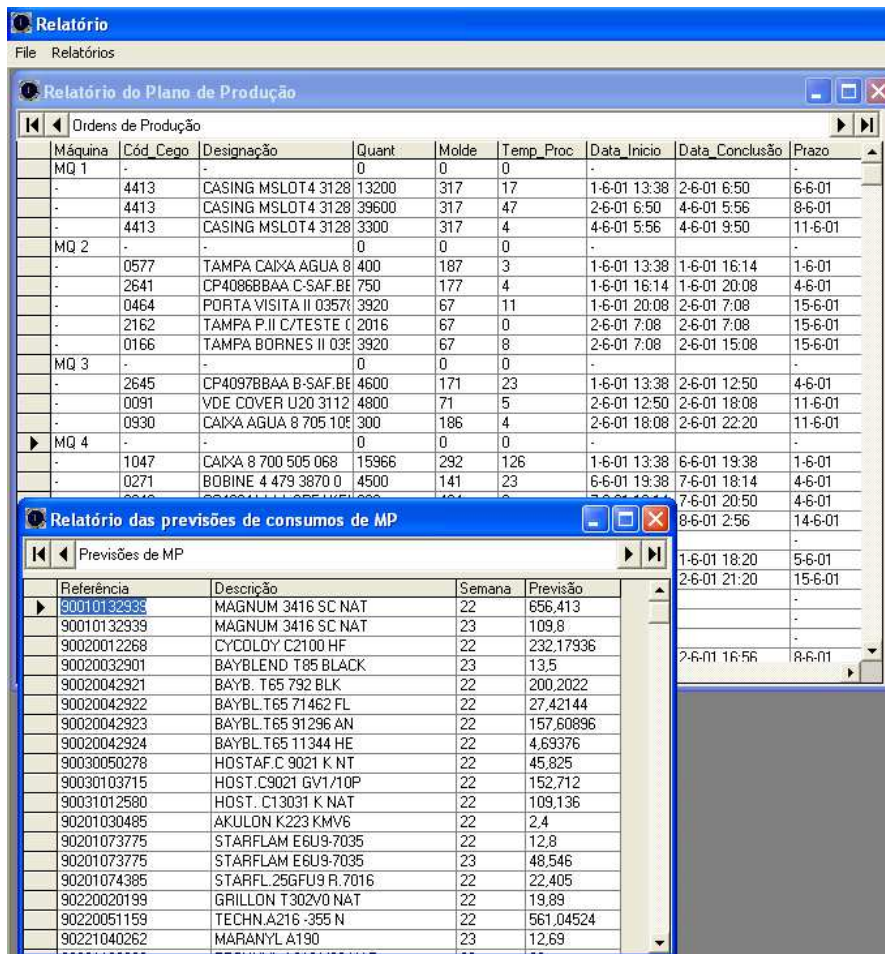 Relatório
File Relatórios
Relatório do Plano de Produção
Ordens de Produção
Máquina Cód_Cego Designação Quant Molde Temp_Proc Data_Inicio Data_Conclusão Prazo
MQ 1 - - 0 0 0 - - -
- 4413 CASING MSLOT4 3128 13200 317 17 1-6-01 13:38 2-6-01 6:50 6-6-01
- 4413 CASING MSLOT4 3128 39600 317 47 2-6-01 6:50 4-6-01 5:56 8-6-01
- 4413 CASING MSLOT4 3128 3300 317 4 4-6-01 5:56 4-6-01 9:50 11-6-01
MQ 2 - - 0 0 0 - - -
- 0577 TAMPA CAIXA AGUA 8 400 187 3 1-6-01 13:38 1-6-01 16:14 1-6-01
- 2641 CP4086BBAA C-SAF.BE 750 177 4 1-6-01 16:14 1-6-01 20:08 4-6-01
- 0464 PORTA VISITA II 03578 3920 67 11 1-6-01 20:08 2-6-01 7:08 15-6-01
- 2162 TAMPA P.II C/TESTE ( 2016 67 0 2-6-01 7:08 2-6-01 7:08 15-6-01
- 0166 TAMPA BORNES II 035 3920 67 8 2-6-01 7:08 2-6-01 15:08 15-6-01
MQ 3 - - 0 0 0 - - -
- 2645 CP4097BBAA B-SAF.BE 4600 171 23 1-6-01 13:38 2-6-01 12:50 4-6-01
- 0091 VDE COVER U20 3112 4800 71 5 2-6-01 12:50 2-6-01 18:08 11-6-01
- 0930 CAIXA AGUA 8 705 105 300 186 4 2-6-01 18:08 2-6-01 22:20 11-6-01
MQ 4 - - 0 0 0 - - -
- 1047 CAIXA 8 700 505 068 15966 292 126 1-6-01 13:38 6-6-01 19:38 1-6-01
- 0271 BOBINE 4 479 3870 0 4500 141 23 6-6-01 19:38 7-6-01 18:14 4-6-01
7-6-01 20:50 4-6-01
8-6-01 2:56 14-6-01
-
1-6-01 18:20 5-6-01
2-6-01 21:20 15-6-01
-
-
-
2-6-01 16:56 8-6-01
Relatório das previsões de consumos de MP
Previsões de MP
Referência Descrição Semana Previsão
90010132939 MAGNUM 3416 SC NAT 22 656,413
90010132939 MAGNUM 3416 SC NAT 23 109,8
90020012268 CYCOLOY C2100 HF 22 232,17936
90020032901 BAYBLEND T85 BLACK 23 13,5
90020042921 BAYB. T65 792 BLK 22 200,2022
90020042922 BAYBL.T65 71462 FL 22 27,42144
90020042923 BAYBL.T65 91296 AN 22 157,60896
90020042924 BAYBL.T65 11344 HE 22 4,69376
90030050278 HOSTAF.C 9021 K NT 22 45,825
90030103715 HOST.C9021 GV1/10P 22 152,712
90031012580 HOST. C13031 K NAT 22 109,136
90201030485 AKULON K223 KMV6 22 2,4
90201073775 STARFLAM E6U9-7035 22 12,8
90201073775 STARFLAM E6U9-7035 23 48,546
90201074385 STARFL.25GFU9 R.7016 22 22,405
90220020199 GRILLON T302V0 NAT 22 19,89
90220051159 TECHN.A216 -355 N 22 561,04524
90221040262 MARANYL A190 23 12,69